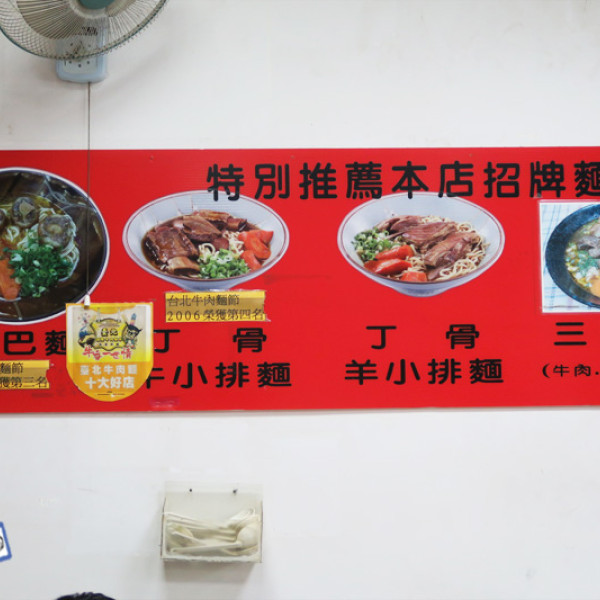 特別推薦本店招牌麵
巴麵
麵節
獲第三名
臺北牛肉麵
十大好店
台北牛肉麵節
2006榮獲第四名
丁骨
牛小排麵
丁骨
羊小排麵
三
(牛肉.